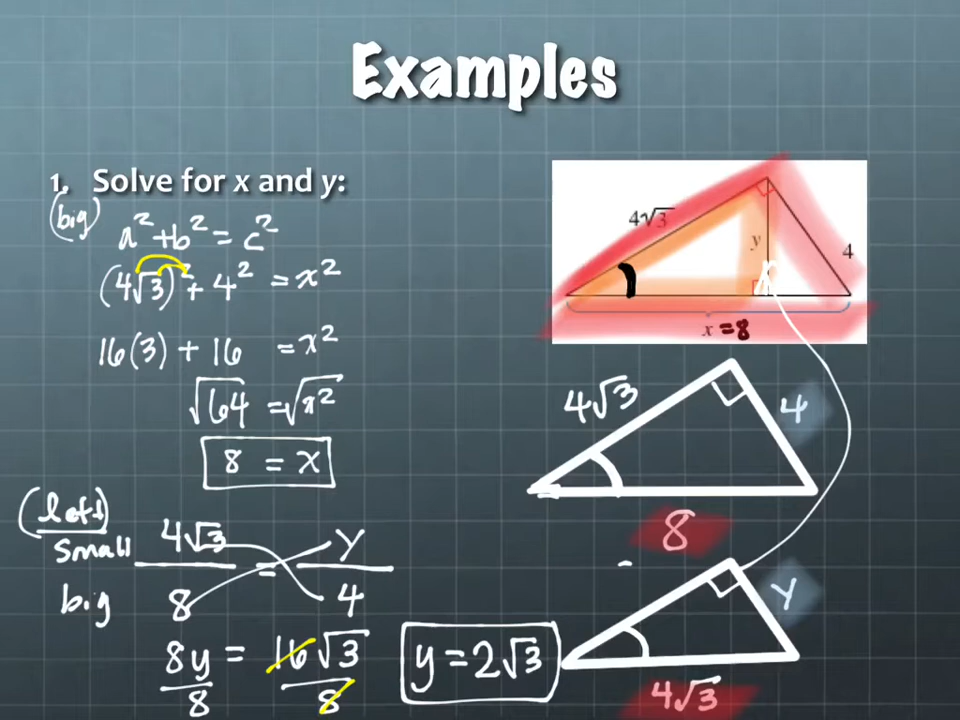 Examples
1. Solve for x and y:
(big)
a² + b² = c²
(4√3)² + 4² = x²
16(3) + 16 = x²
√64 = √x²
8 = x
(left)
small 4√3 = y
big 8 4
8y = 16√3
8 8
y = 2√3
4√3
y
4
x = 8
4√3
4
8
y
4√3